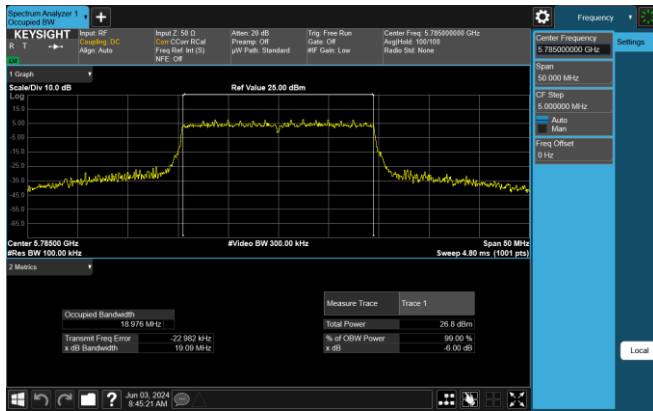 Spectrum Analyzer 1
Occupied BW
+
Frequency
KEYSIGHT
R T
Input: RF
Coupling: DC
Align: Auto
Input Z: 50 Ω
Corr CCorr RCal
Freq Ref: Int (S)
NFE: Off
Atten: 20 dB
Preamp: Off
µW Path: Standard
Trig: Free Run
Gate: Off
#IF Gain: Low
Center Freq: 5.785000000 GHz
Avg|Hold: 100/100
Radio Std: None
Center Frequency
5.785000000 GHz
Settings
Span
50.000 MHz
CF Step
5.000000 MHz
Auto
Man
Freq Offset
0 Hz
Local
1 Graph
Scale/Div 10.0 dB
Ref Value 25.00 dBm
Log
15.0
5.00
-5.00
-15.0
-25.0
-35.0
-45.0
-55.0
-65.0
Center 5.78500 GHz
#Video BW 300.00 kHz
Span 50 MHz
#Res BW 100.00 kHz
Sweep 4.80 ms (1001 pts)
2 Metrics
Measure Trace
Trace 1
Occupied Bandwidth
18.976 MHz
Total Power
26.8 dBm
Transmit Freq Error
-22.982 kHz
% of OBW Power
99.00 %
x dB Bandwidth
19.09 MHz
x dB
-6.00 dB
?
Jun 03, 2024
8:45:21 AM